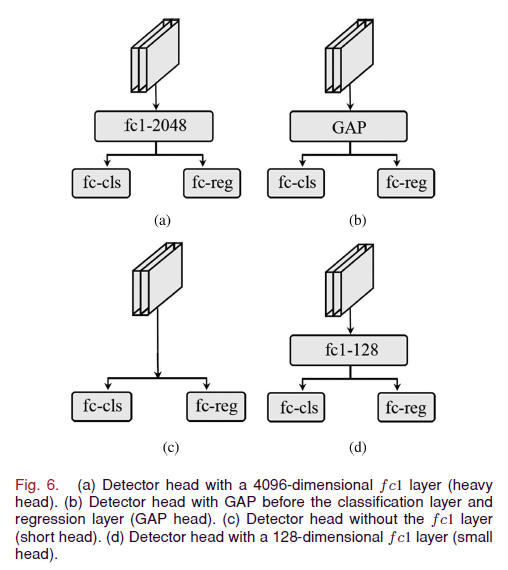 fc1-2048
GAP
fc-cls
fc-reg
fc-cls
fc-reg
(a)
(b)
fc1-128
fc-cls
fc-reg
fc-cls
fc-reg
(c)
(d)
Fig. 6. (a) Detector head with a 4096-dimensional fc1 layer (heavy
head). (b) Detector head with GAP before the classification layer and
regression layer (GAP head). (c) Detector head without the fc1 layer
(short head). (d) Detector head with a 128-dimensional fc1 layer (small
head).